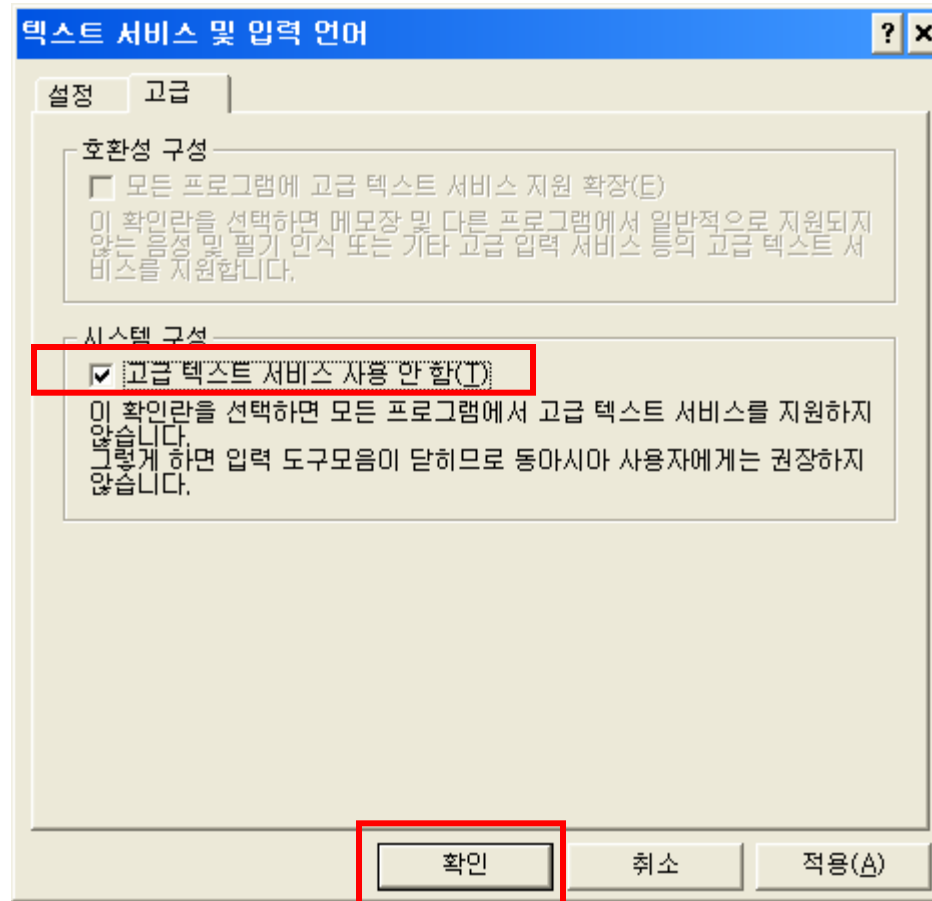 텍스트 서비스 및 입력 언어
설정 고급
호환성 구성
모든 프로그램에 고급 텍스트 서비스 지원 확장(E)
이 확인란을 선택하면 메모장 및 다른 프로그램에서 일반적으로 지원되지
않는 음성 및 필기 인식 또는 기타 고급 입력 서비스 등의 고급 텍스트 서
비스를 지원합니다.
시스템 구성
고급 텍스트 서비스 사용 안 함(T)
이 확인란을 선택하면 모든 프로그램에서 고급 텍스트 서비스를 지원하지
않습니다.
그렇게 하면 입력 도구모음이 닫히므로 동아시아 사용자에게는 권장하지
않습니다.
확인 취소 적용(A)